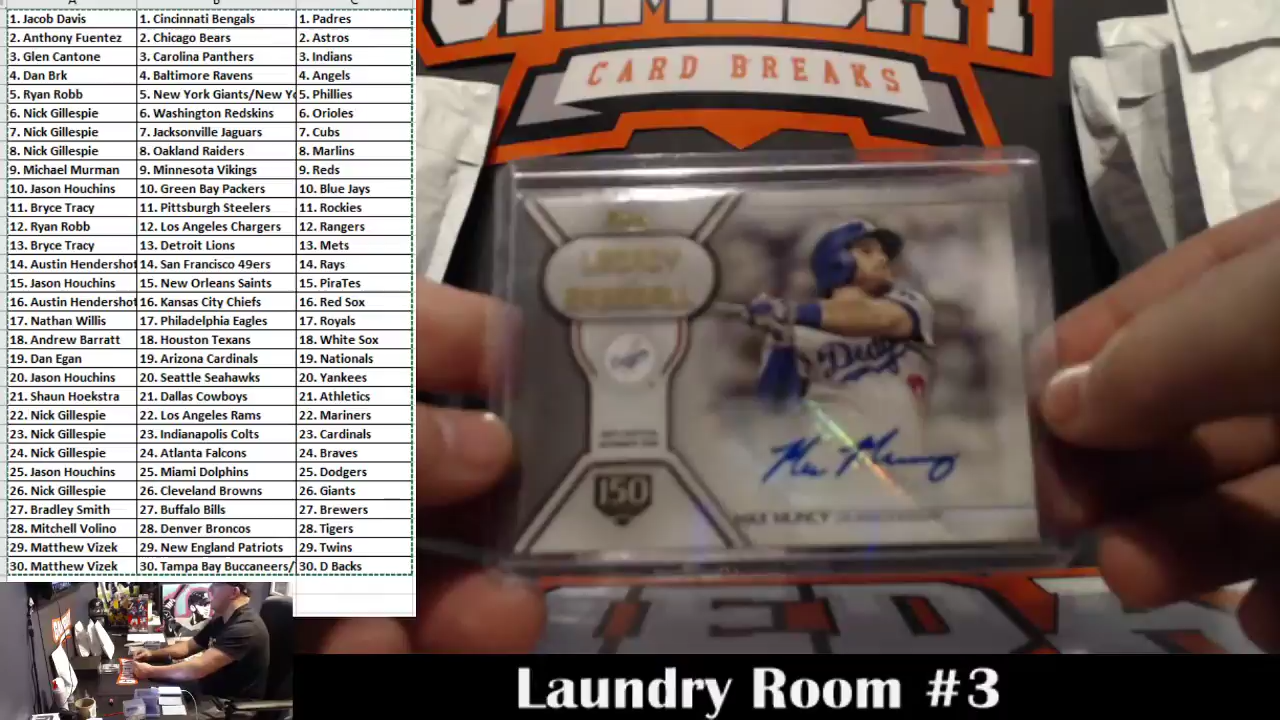 1. Jacob Davis 1. Cincinnati Bengals 1. Padres
2. Anthony Fuentez 2. Chicago Bears 2. Astros
3. Glen Cantone 3. Carolina Panthers 3. Indians
4. Dan Brk 4. Baltimore Ravens 4. Angels
5. Ryan Robb 5. New York Giants/New Yo 5. Phillies
6. Nick Gillespie 6. Washington Redskins 6. Orioles
7. Nick Gillespie 7. Jacksonville Jaguars 7. Cubs
8. Nick Gillespie 8. Oakland Raiders 8. Marlins
9. Michael Murman 9. Minnesota Vikings 9. Reds
10. Jason Houchins 10. Green Bay Packers 10. Blue Jays
11. Bryce Tracy 11. Pittsburgh Steelers 11. Rockies
12. Ryan Robb 12. Los Angeles Chargers 12. Rangers
13. Bryce Tracy 13. Detroit Lions 13. Mets
14. Austin Hendershot 14. San Francisco 49ers 14. Rays
15. Jason Houchins 15. New Orleans Saints 15. PiraTes
16. Austin Hendershot 16. Kansas City Chiefs 16. Red Sox
17. Nathan Willis 17. Philadelphia Eagles 17. Royals
18. Andrew Barratt 18. Houston Texans 18. White Sox
19. Dan Egan 19. Arizona Cardinals 19. Nationals
20. Jason Houchins 20. Seattle Seahawks 20. Yankees
21. Shaun Hoekstra 21. Dallas Cowboys 21. Athletics
22. Nick Gillespie 22. Los Angeles Rams 22. Mariners
23. Nick Gillespie 23. Indianapolis Colts 23. Cardinals
24. Nick Gillespie 24. Atlanta Falcons 24. Braves
25. Jason Houchins 25. Miami Dolphins 25. Dodgers
26. Nick Gillespie 26. Cleveland Browns 26. Giants
27. Bradley Smith 27. Buffalo Bills 27. Brewers
28. Mitchell Volino 28. Denver Broncos 28. Tigers
29. Matthew Vizek 29. New England Patriots 29. Twins
30. Matthew Vizek 30. Tampa Bay Buccaneers/ 30. D Backs
GAMEDAY
CARD BREAKS
LEGACY
BASEBALL
Dodgers
150
MAX MUNCY
Laundry Room #3